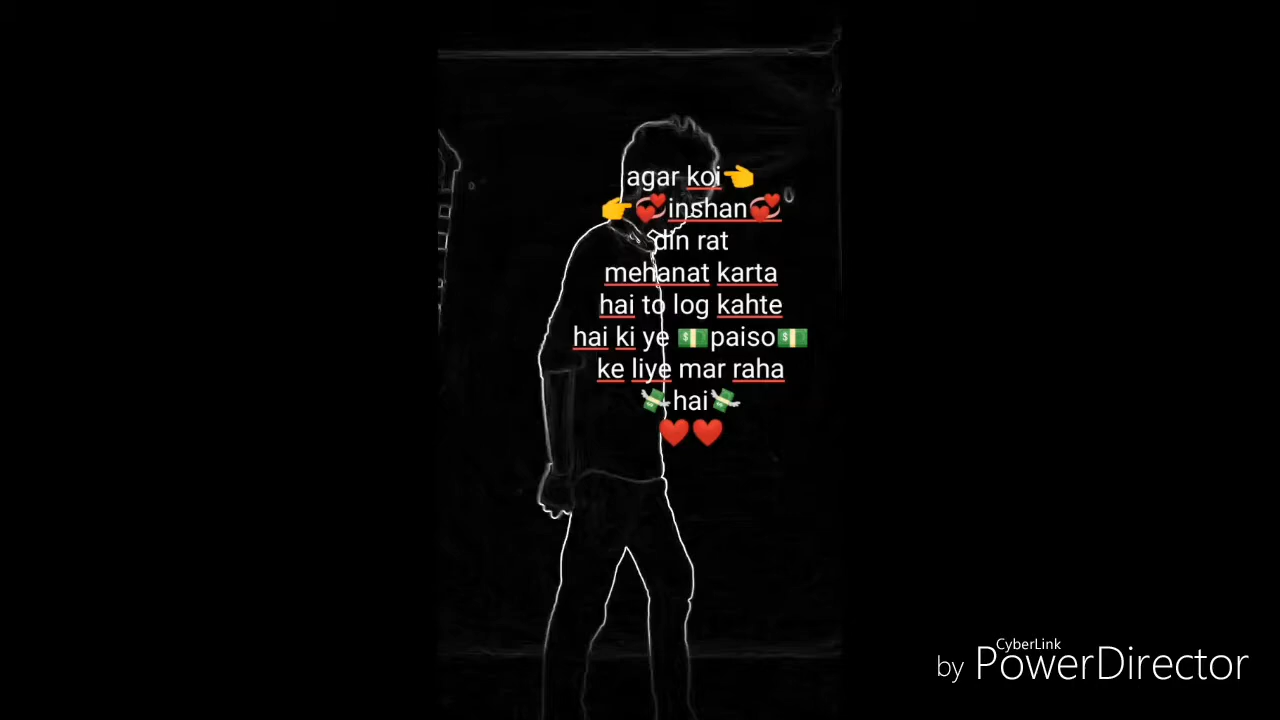 agar koi👈
👉💞inshan💞
din rat
mehanat karta
hai to log kahte
hai ki ye 💵paiso💵
ke liye mar raha
💸hai💸
❤️❤️
CyberLink
by PowerDirector